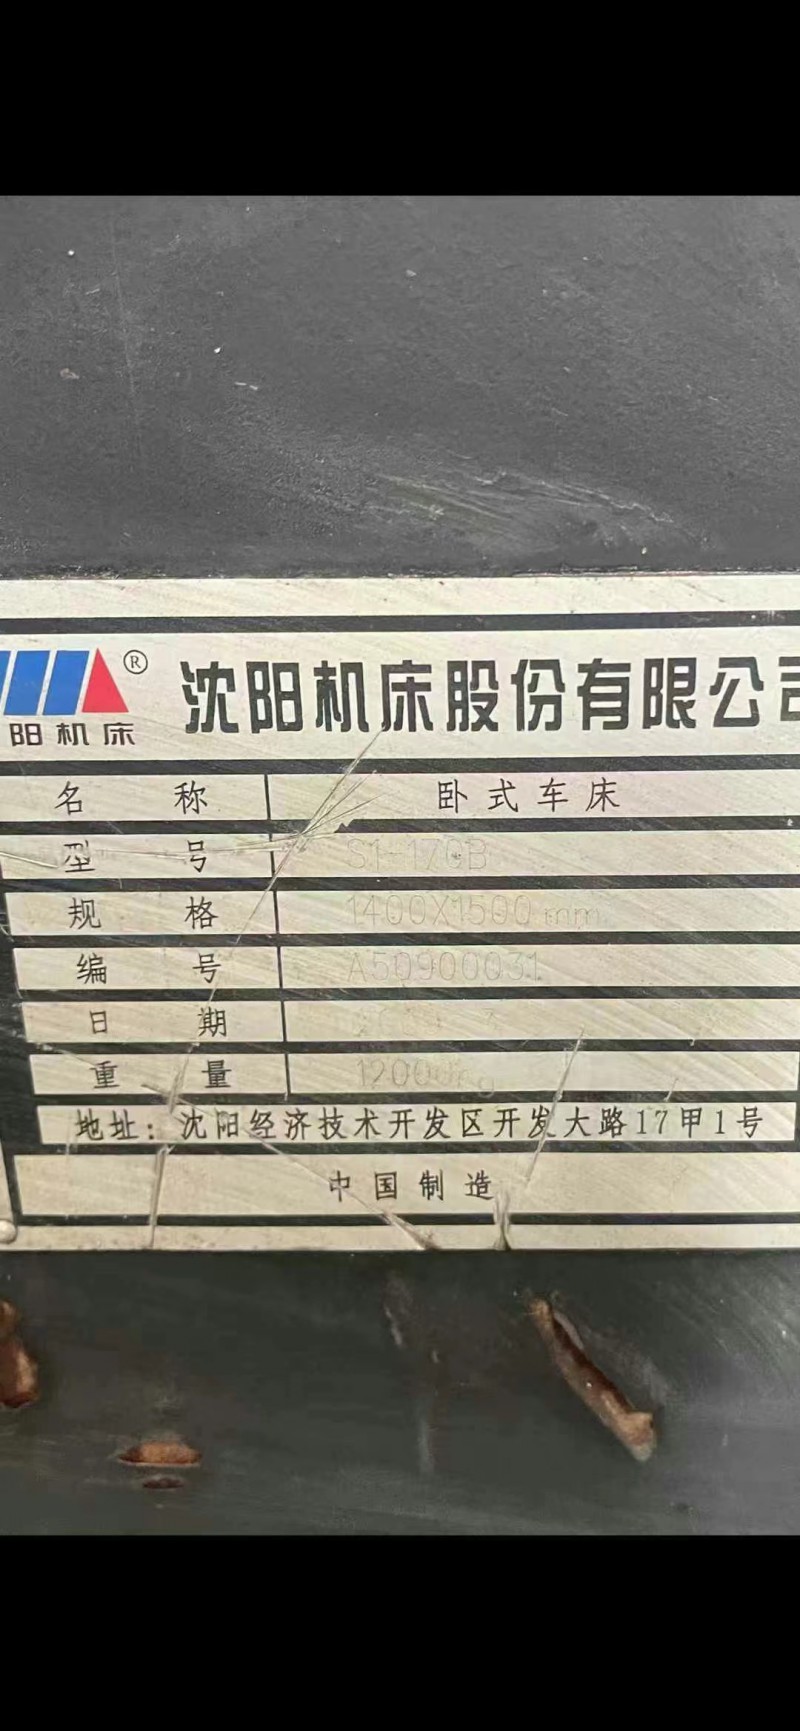 ® 沈阳机床股份有限公司
阳机床
名称 卧式车床
型号
规格 1400X1500mm
编号 A50900031
日期
重量
地址：沈阳经济技术开发区开发大路17甲1号
中国制造